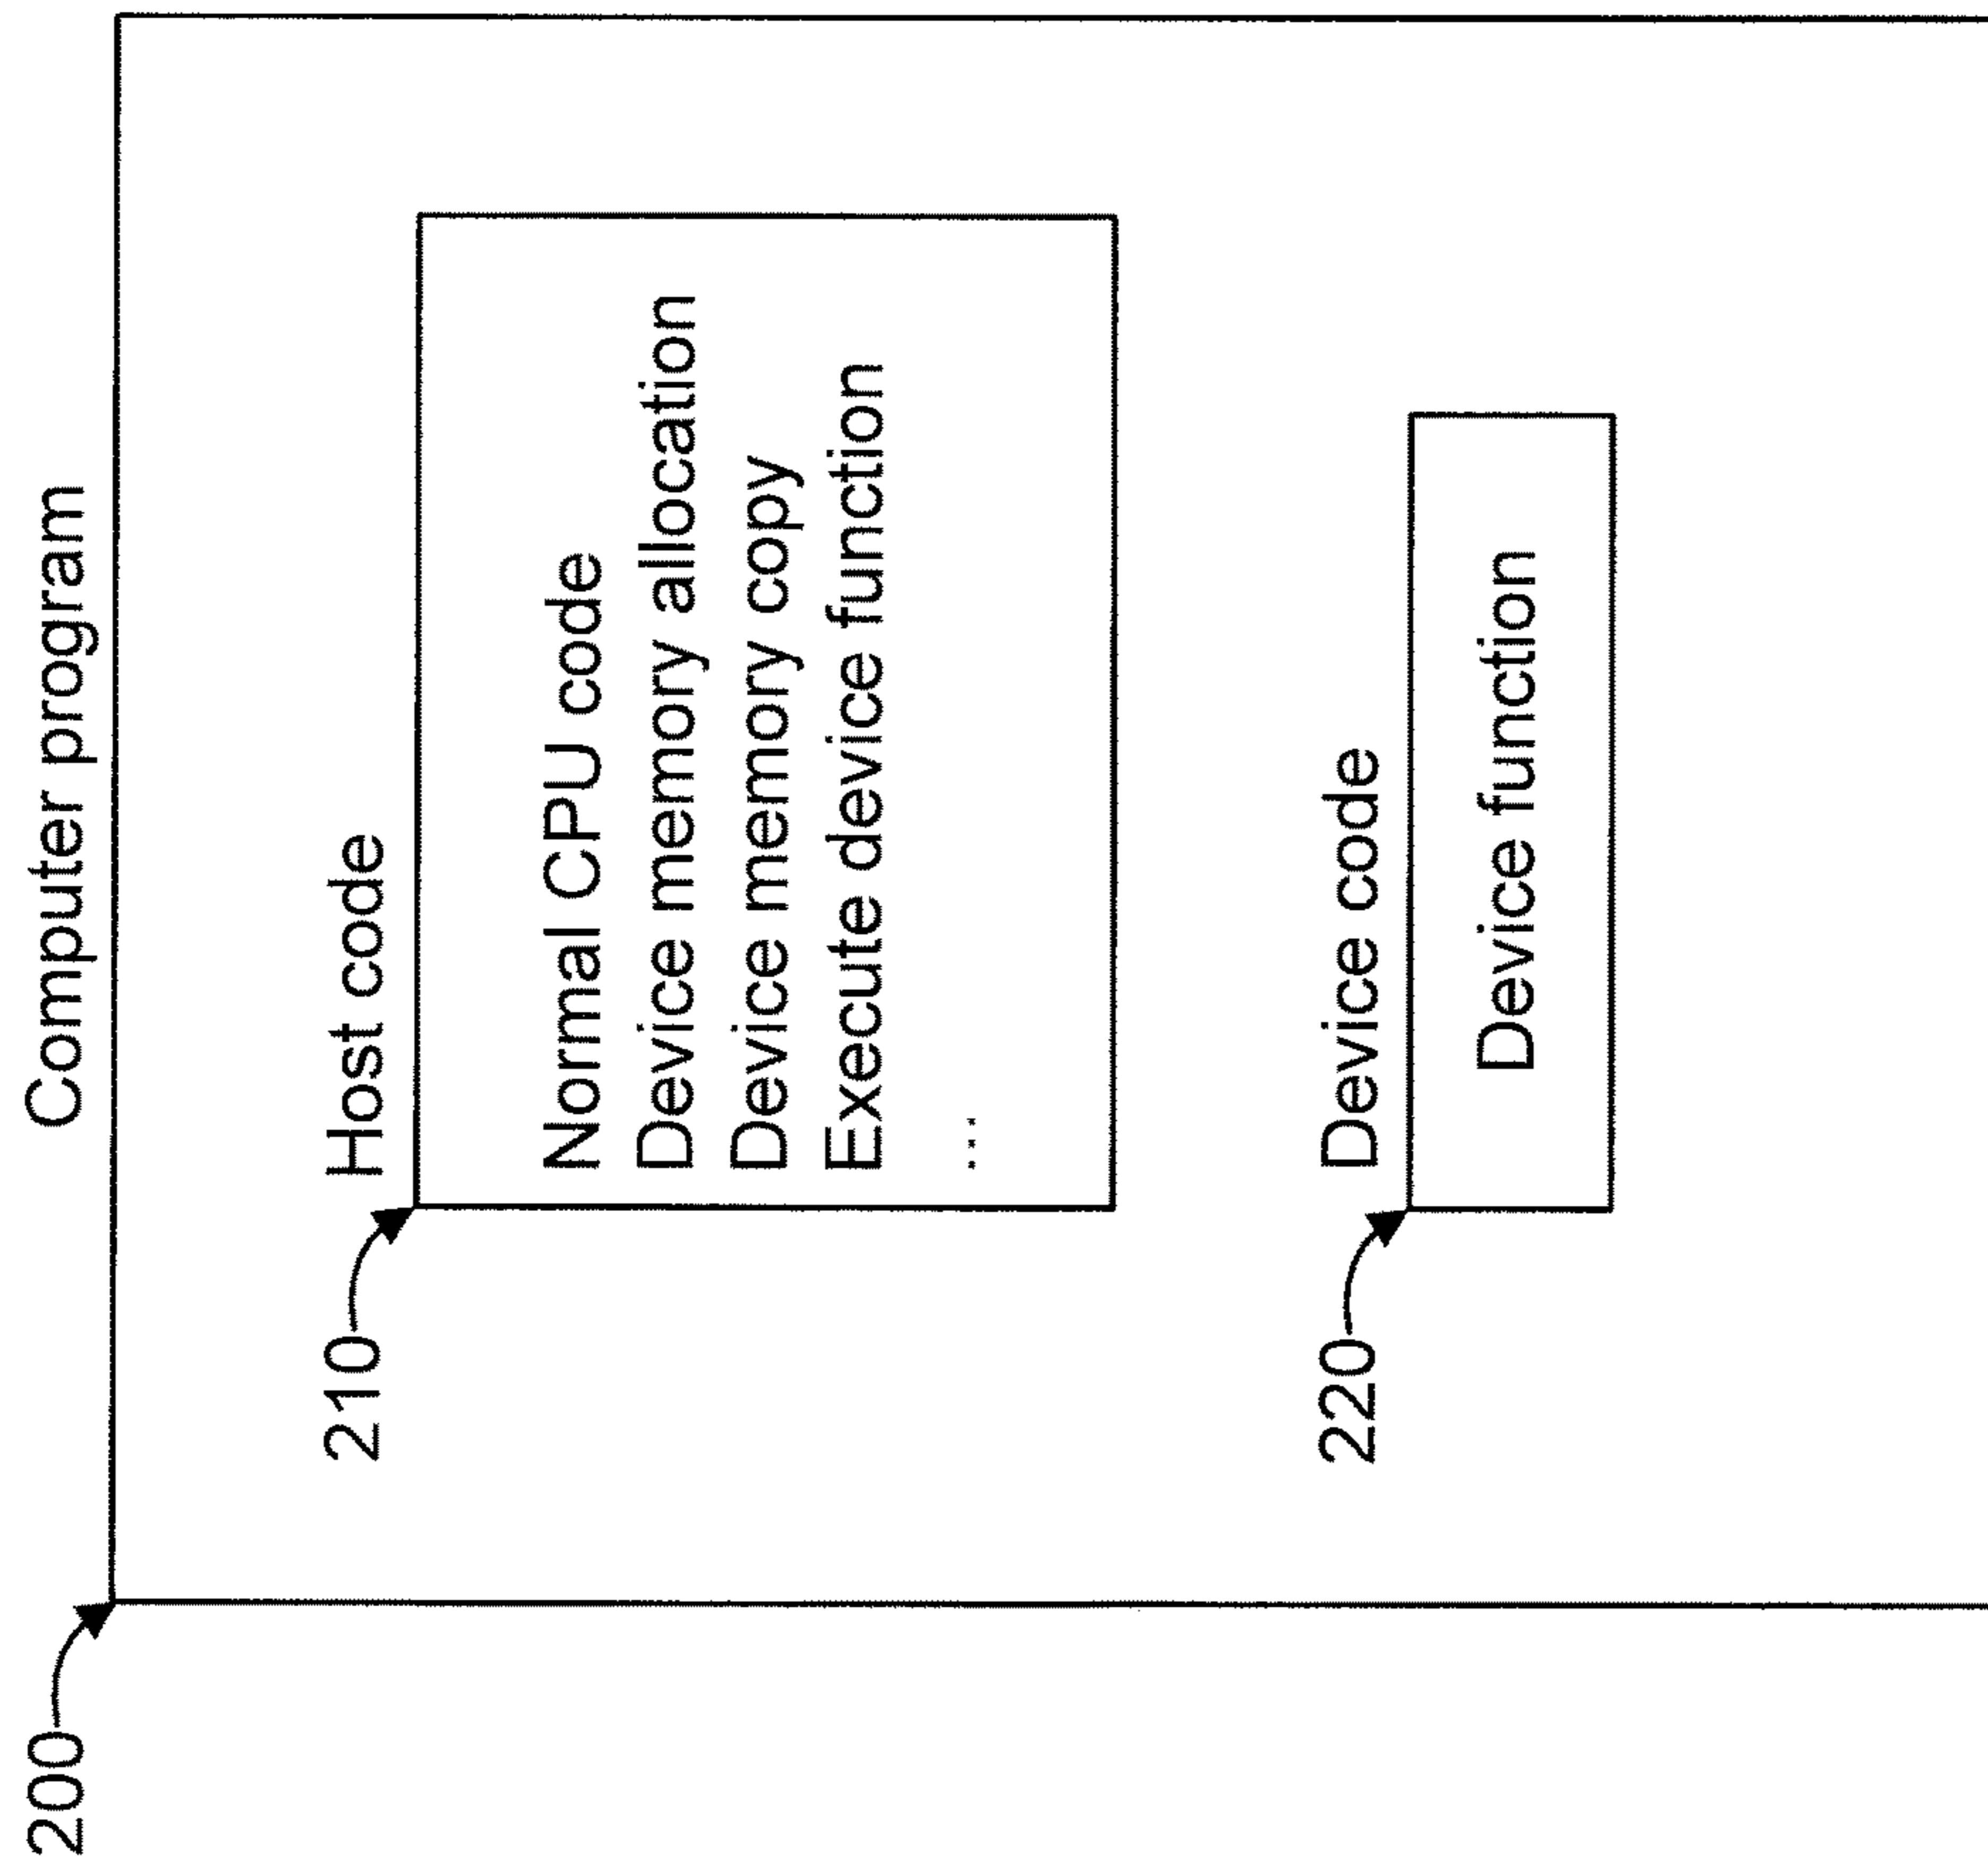 200
Computer program
210
Host code
Normal CPU code
Device memory allocation
Device memory copy
Execute device function
...
220
Device code
Device function